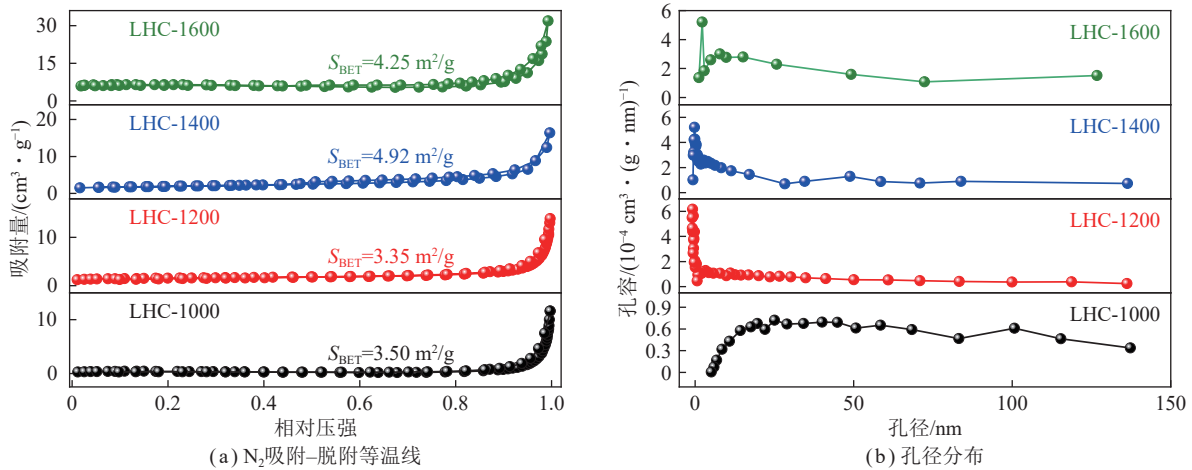 LHC-1600
S_BET=4.25 m²/g
30
15
0
LHC-1400
S_BET=4.92 m²/g
20
10
0
LHC-1200
S_BET=3.35 m²/g
10
0
LHC-1000
S_BET=3.50 m²/g
10
0
吸附量/(cm³·g⁻¹)
0 0.2 0.4 0.6 0.8 1.0
相对压强
(a) N₂吸附–脱附等温线
LHC-1600
6
4
2
0
LHC-1400
6
4
2
0
LHC-1200
6
4
2
0
LHC-1000
0.9
0.6
0.3
0
孔容/(10⁻⁴ cm³·(g·nm)⁻¹)
0 50 100 150
孔径/nm
(b) 孔径分布